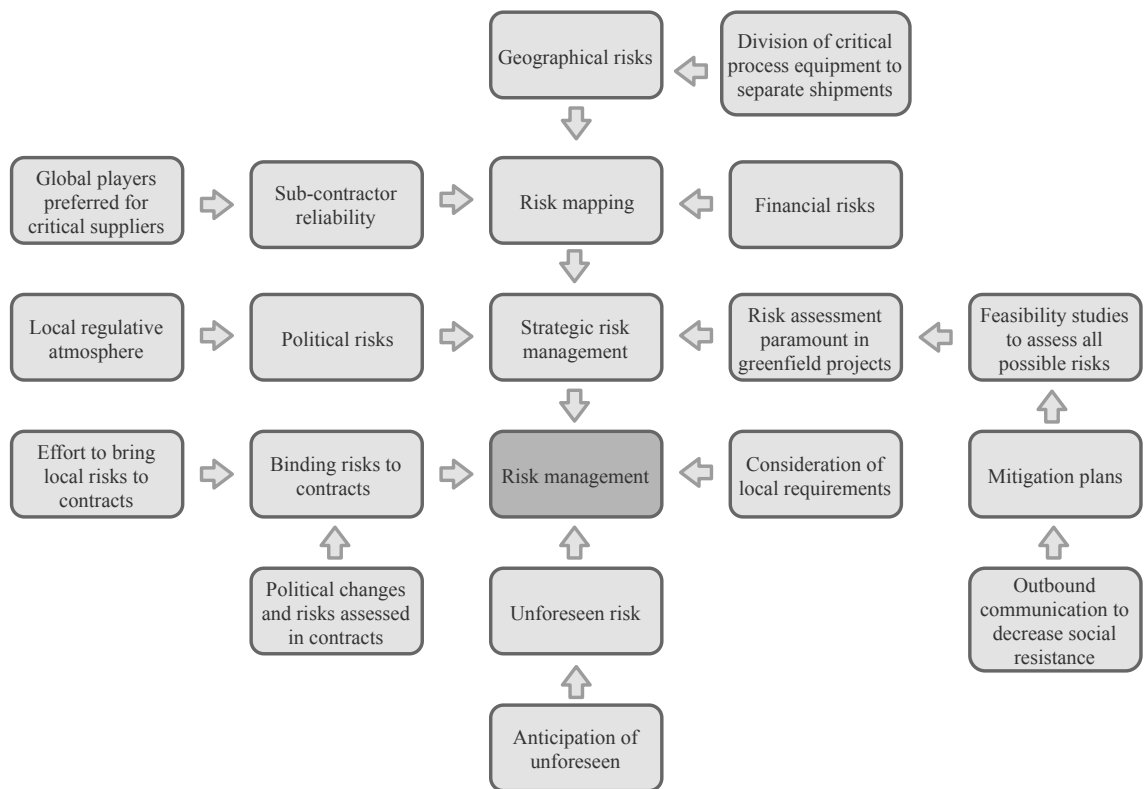 Geographical risks
Division of critical
process equipment to
separate shipments
Global players
preferred for
critical suppliers
Sub-contractor
reliability
Risk mapping
Financial risks
Local regulative
atmosphere
Political risks
Strategic risk
management
Risk assessment
paramount in
greenfield projects
Feasibility studies
to assess all
possible risks
Effort to bring
local risks to
contracts
Binding risks to
contracts
Risk management
Consideration of
local requirements
Mitigation plans
Political changes
and risks assessed
in contracts
Unforeseen risk
Outbound
communication to
decrease social
resistance
Anticipation of
unforeseen